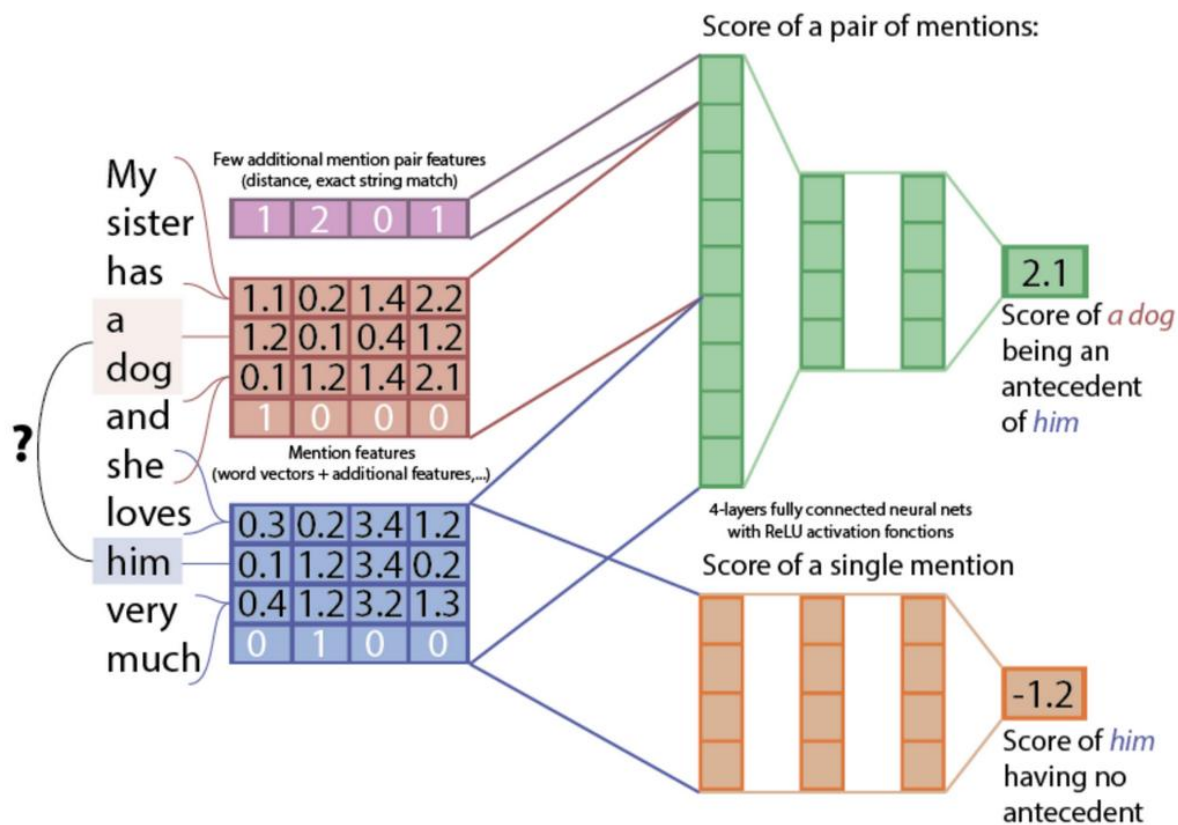 Score of a pair of mentions:
My
sister
has
a
dog
and
she
loves
him
very
much
?
Few additional mention pair features
(distance, exact string match)
1 2 0 1
1.1 0.2 1.4 2.2
1.2 0.1 0.4 1.2
0.1 1.2 1.4 2.1
1 0 0 0
Mention features
(word vectors + additional features,...)
0.3 0.2 3.4 1.2
0.1 1.2 3.4 0.2
0.4 1.2 3.2 1.3
0 1 0 0
2.1
Score of a dog
being an
antecedent
of him
4-layers fully connected neural nets
with ReLU activation fonctions
Score of a single mention
-1.2
Score of him
having no
antecedent